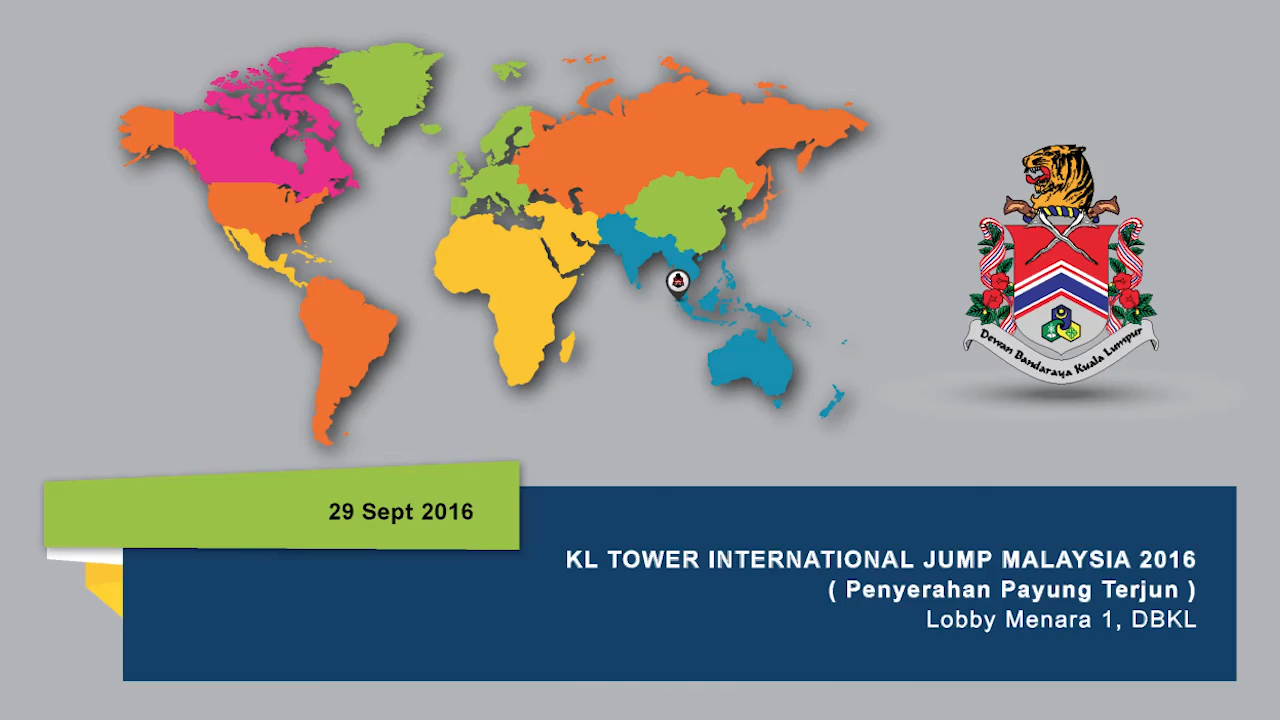 Dewan Bandaraya Kuala Lumpur
29 Sept 2016
KL TOWER INTERNATIONAL JUMP MALAYSIA 2016
( Penyerahan Payung Terjun )
Lobby Menara 1, DBKL